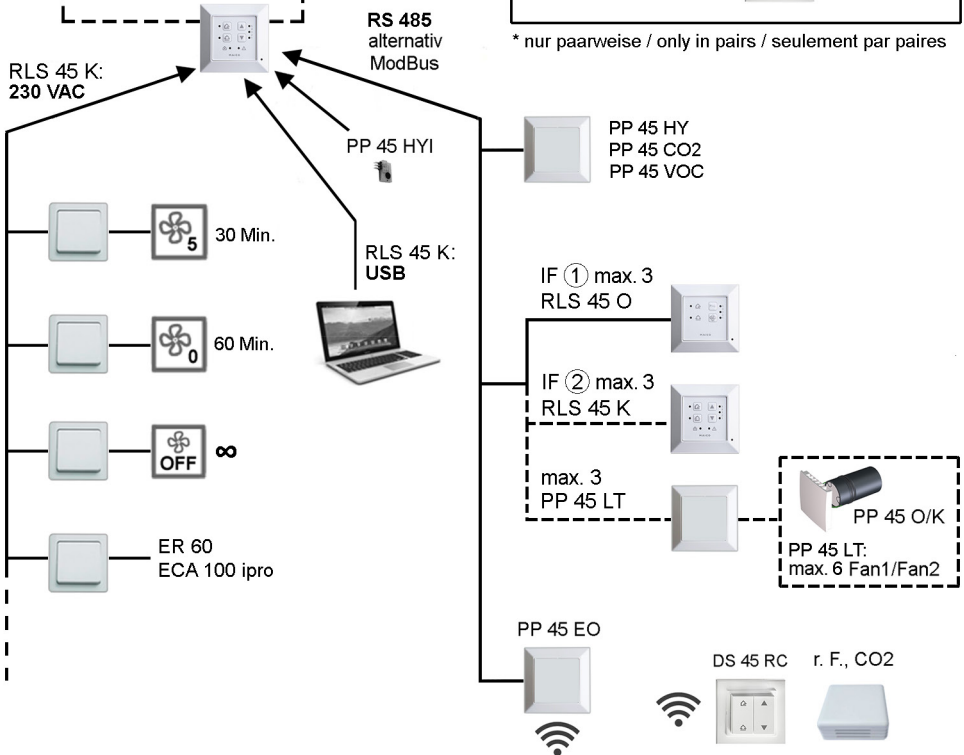 RS 485
alternativ
ModBus
* nur paarweise / only in pairs / seulement par paires
RLS 45 K:
230 VAC
PP 45 HYI
PP 45 HY
PP 45 CO2
PP 45 VOC
5
30 Min.
RLS 45 K:
USB
IF ① max. 3
RLS 45 O
0
60 Min.
IF ② max. 3
RLS 45 K
OFF
∞
max. 3
PP 45 LT
PP 45 O/K
PP 45 LT:
max. 6 Fan1/Fan2
ER 60
ECA 100 ipro
PP 45 EO
DS 45 RC
r. F., CO2